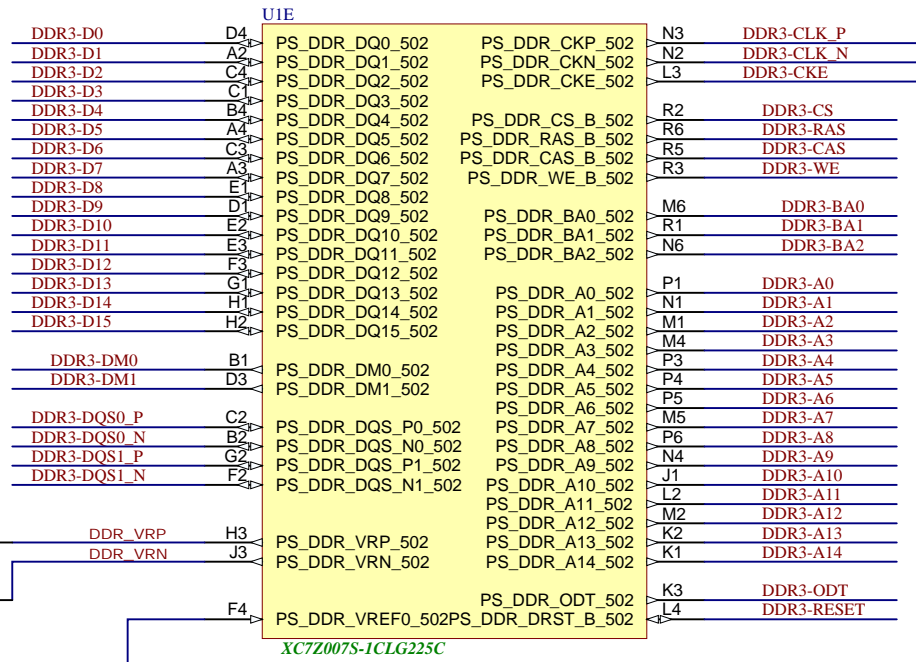 U1E
DDR3-D0 D4 PS_DDR_DQ0_502 PS_DDR_CKP_502 N3 DDR3-CLK_P
DDR3-D1 A2 PS_DDR_DQ1_502 PS_DDR_CKN_502 N2 DDR3-CLK_N
DDR3-D2 C4 PS_DDR_DQ2_502 PS_DDR_CKE_502 L3 DDR3-CKE
DDR3-D3 C1 PS_DDR_DQ3_502
DDR3-D4 B4 PS_DDR_DQ4_502 PS_DDR_CS_B_502 R2 DDR3-CS
DDR3-D5 A4 PS_DDR_DQ5_502 PS_DDR_RAS_B_502 R6 DDR3-RAS
DDR3-D6 C3 PS_DDR_DQ6_502 PS_DDR_CAS_B_502 R5 DDR3-CAS
DDR3-D7 A3 PS_DDR_DQ7_502 PS_DDR_WE_B_502 R3 DDR3-WE
DDR3-D8 E1 PS_DDR_DQ8_502
DDR3-D9 D1 PS_DDR_DQ9_502 PS_DDR_BA0_502 M6 DDR3-BA0
DDR3-D10 E2 PS_DDR_DQ10_502 PS_DDR_BA1_502 R1 DDR3-BA1
DDR3-D11 E3 PS_DDR_DQ11_502 PS_DDR_BA2_502 N6 DDR3-BA2
DDR3-D12 F3 PS_DDR_DQ12_502
DDR3-D13 G1 PS_DDR_DQ13_502 PS_DDR_A0_502 P1 DDR3-A0
DDR3-D14 H1 PS_DDR_DQ14_502 PS_DDR_A1_502 N1 DDR3-A1
DDR3-D15 H2 PS_DDR_DQ15_502 PS_DDR_A2_502 M1 DDR3-A2
PS_DDR_A3_502 M4 DDR3-A3
DDR3-DM0 B1 PS_DDR_DM0_502 PS_DDR_A4_502 P3 DDR3-A4
DDR3-DM1 D3 PS_DDR_DM1_502 PS_DDR_A5_502 P4 DDR3-A5
PS_DDR_A6_502 P5 DDR3-A6
DDR3-DQS0_P C2 PS_DDR_DQS_P0_502 PS_DDR_A7_502 M5 DDR3-A7
DDR3-DQS0_N B2 PS_DDR_DQS_N0_502 PS_DDR_A8_502 P6 DDR3-A8
DDR3-DQS1_P G2 PS_DDR_DQS_P1_502 PS_DDR_A9_502 N4 DDR3-A9
DDR3-DQS1_N F2 PS_DDR_DQS_N1_502 PS_DDR_A10_502 J1 DDR3-A10
PS_DDR_A11_502 L2 DDR3-A11
PS_DDR_A12_502 M2 DDR3-A12
DDR_VRP H3 PS_DDR_VRP_502 PS_DDR_A13_502 K2 DDR3-A13
DDR_VRN J3 PS_DDR_VRN_502 PS_DDR_A14_502 K1 DDR3-A14
PS_DDR_ODT_502 K3 DDR3-ODT
F4 PS_DDR_VREF0_502 PS_DDR_DRST_B_502 L4 DDR3-RESET
XC7Z007S-1CLG225C